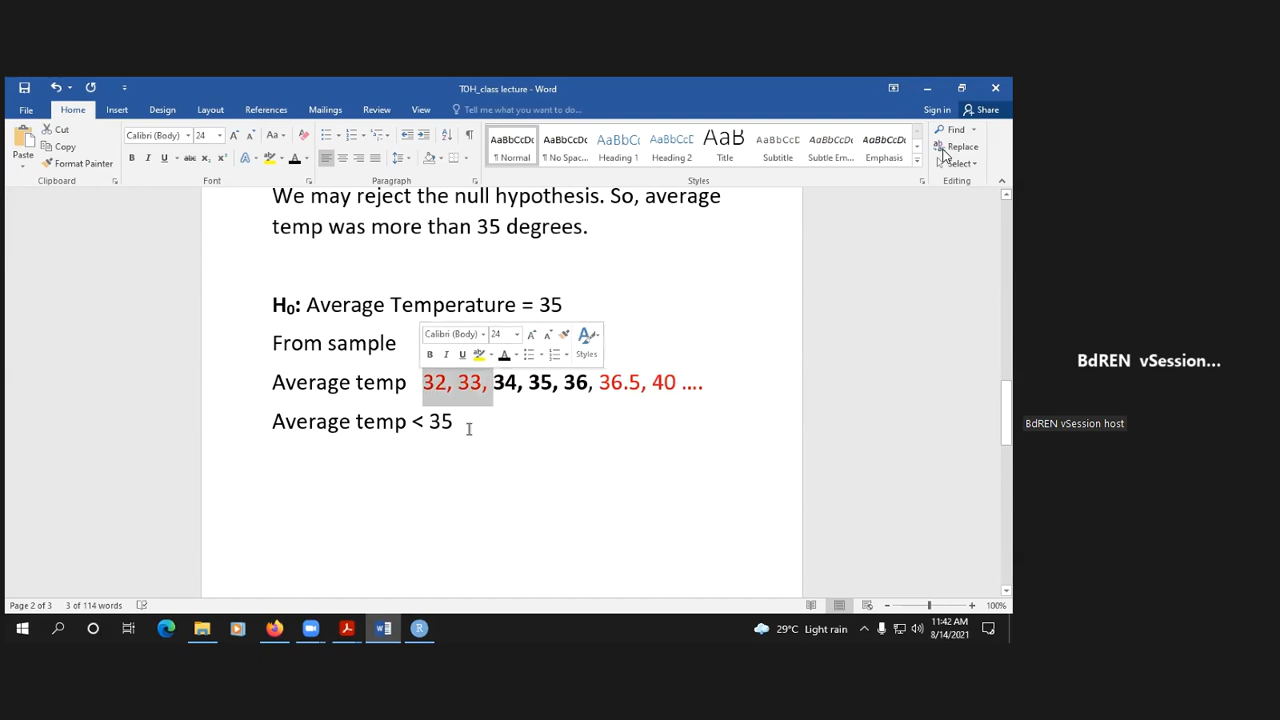 TOH_class lecture - Word
File Home Insert Design Layout References Mailings Review View Tell me what you want to do... Sign in Share
Paste Cut Copy Format Painter
Clipboard
Calibri (Body) 24 Aa
B I U abc X₂ X² A A
Font
Paragraph
AaBbCcDc AaBbCcDc AaBbCc AaBbCcE AaB AaBbCcD AaBbCcDc AaBbCcDc
¶ Normal ¶ No Spac... Heading 1 Heading 2 Title Subtitle Subtle Em... Emphasis
Styles
Find
Replace
Select
Editing
We may reject the null hypothesis. So, average
temp was more than 35 degrees.
H₀: Average Temperature = 35
From sample
Calibri (Body) 24
B I U A Styles
Average temp 32, 33, 34, 35, 36, 36.5, 40 ....
Average temp < 35
BdREN vSession...
BdREN vSession host
Page 2 of 3 3 of 114 words 100%
29°C Light rain
11:42 AM
8/14/2021